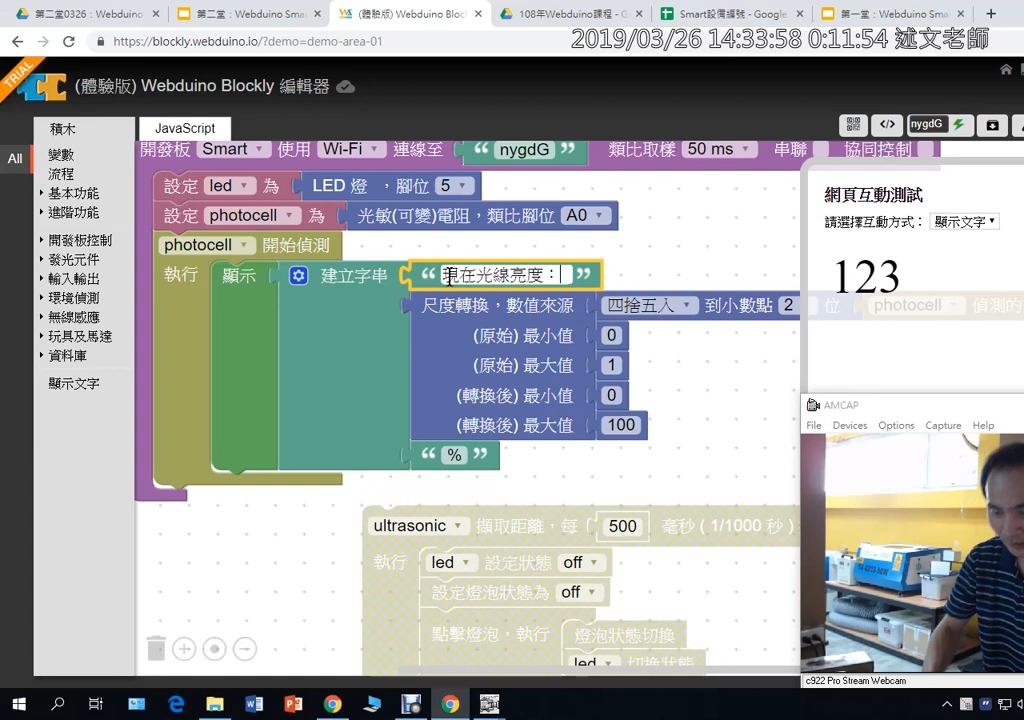 第二堂0326 : Webduino
第二堂 : Webduino Sma
(體驗版) Webduino Bloc
108年Webduino課程 - G
Smart設備編號 - Google
第一堂 : Webduino Sma
https://blockly.webduino.io/?demo=demo-area-01
2019/03/26 14:33:58 0:11:54 述文老師
TRIAL
(體驗版) Webduino Blockly 編輯器
積木
JavaScript
nygdG
All
變數
流程
基本功能
進階功能
開發板控制
發光元件
輸入輸出
環境偵測
無線感應
玩具及馬達
資料庫
顯示文字
開發板 Smart 使用 Wi-Fi 連線至 “ nygdG ” 類比取樣 50 ms 串聯 協同控制
設定 led 為 LED 燈 ，腳位 5
設定 photocell 為 光敏(可變)電阻，類比腳位 A0
photocell 開始偵測
執行 顯示 建立字串 “ 現在光線亮度： ”
尺度轉換，數值來源 四捨五入 到小數點 2 位 photocell 偵測的
(原始) 最小值 0
(原始) 最大值 1
(轉換後) 最小值 0
(轉換後) 最大值 100
“ % ”
ultrasonic 擷取距離，每 500 毫秒 ( 1/1000 秒 )
執行 led 設定狀態 off
設定燈泡狀態為 off
點擊燈泡，執行 燈泡狀態切換
led 切換狀態
網頁互動測試
請選擇互動方式： 顯示文字
123
AMCAP
File Devices Options Capture Help
c922 Pro Stream Webcam